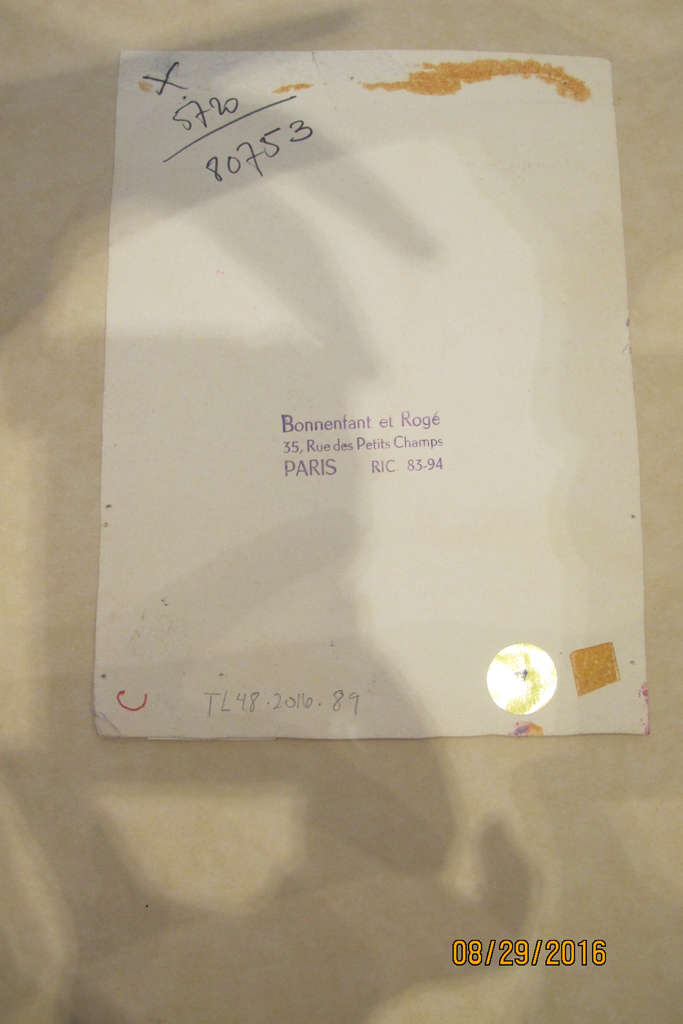 X
5720
80753
Bonnenfant et Rogé
35, Rue des Petits Champs
PARIS RIC 83-94
C TL48.2016.89
08/29/2016